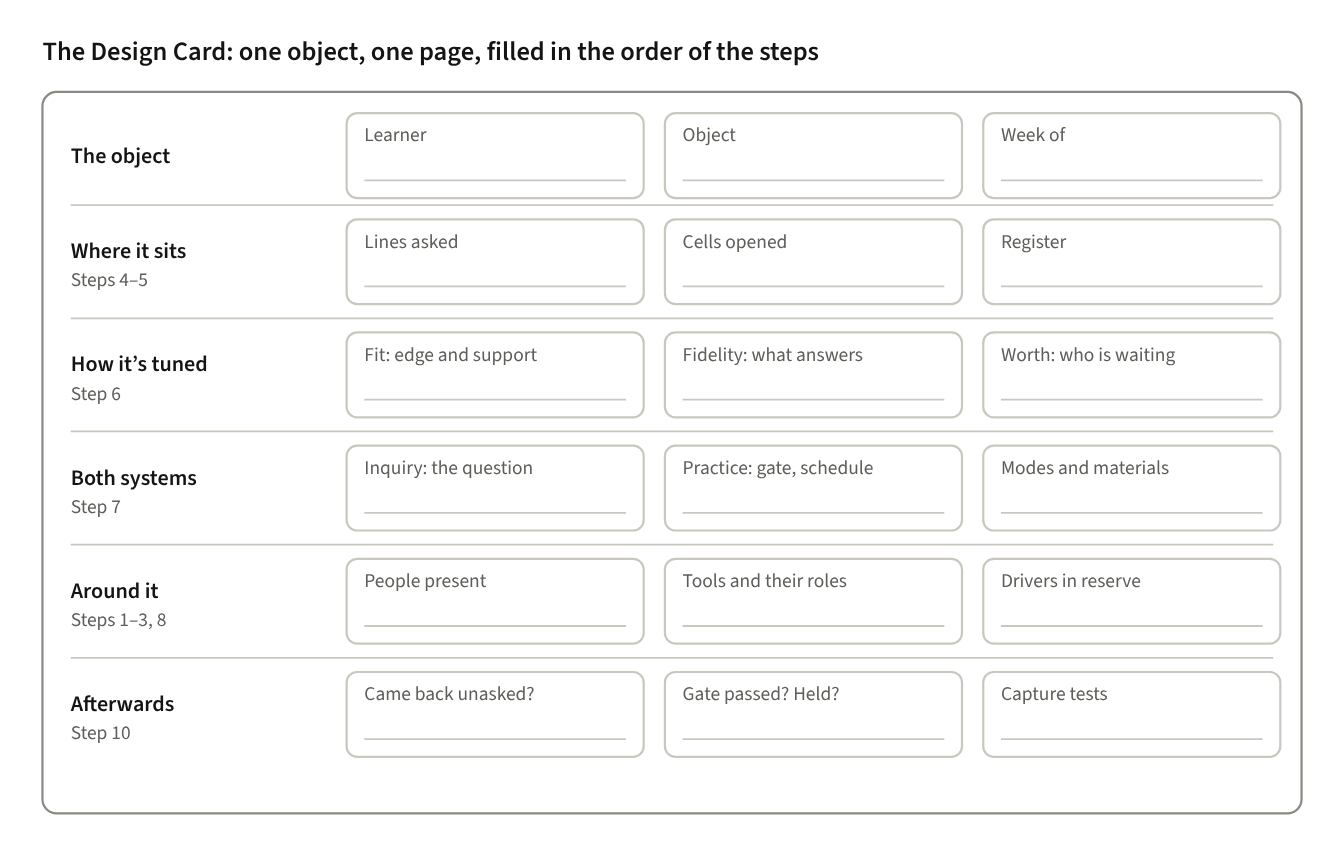 The Design Card: one object, one page, filled in the order of the steps
The object
Learner
Object
Week of
Where it sits
Steps 4–5
Lines asked
Cells opened
Register
How it’s tuned
Step 6
Fit: edge and support
Fidelity: what answers
Worth: who is waiting
Both systems
Step 7
Inquiry: the question
Practice: gate, schedule
Modes and materials
Around it
Steps 1–3, 8
People present
Tools and their roles
Drivers in reserve
Afterwards
Step 10
Came back unasked?
Gate passed? Held?
Capture tests